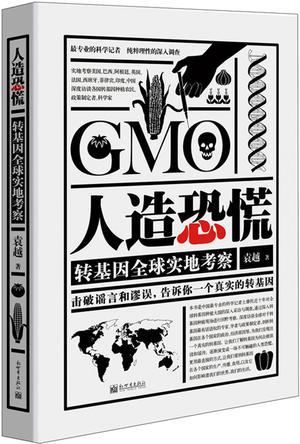 人造恐慌
转基因全球实地考察
袁越 著
新世界出版社
最专业的科学记者 纯粹理性的深入调查
实地考察美国、巴西、阿根廷、英国、
法国、西班牙、菲律宾、印度、中国
深度访谈各国转基因种植农民、
政策制定者、科学家
GMO
人造恐慌
转基因全球实地考察
袁越 著
击破谣言和谬误，告诉你一个真实的转基因
新世界出版社